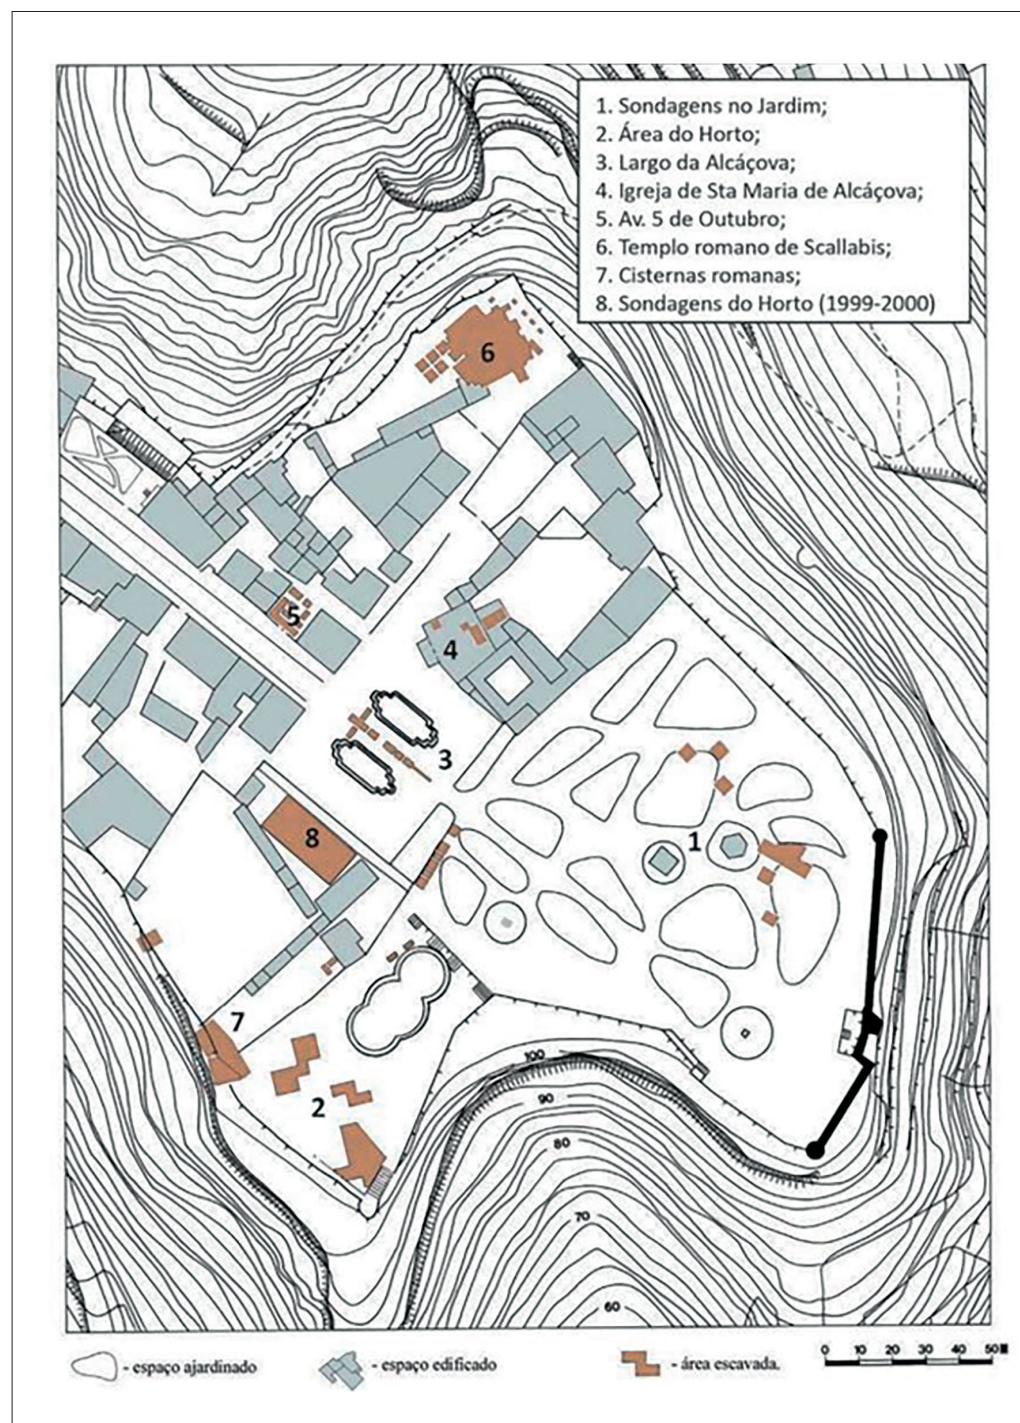 1. Sondagens no Jardim;
2. Área do Horto;
3. Largo da Alcáçova;
4. Igreja de Sta Maria de Alcáçova;
5. Av. 5 de Outubro;
6. Templo romano de Scallabis;
7. Cisternas romanas;
8. Sondagens do Horto (1999-2000)
6
5
4
3
8
1
7
2
100
90
80
70
60
- espaço ajardinado
- espaço edificado
- área escavada.
0 10 20 30 40 50 M